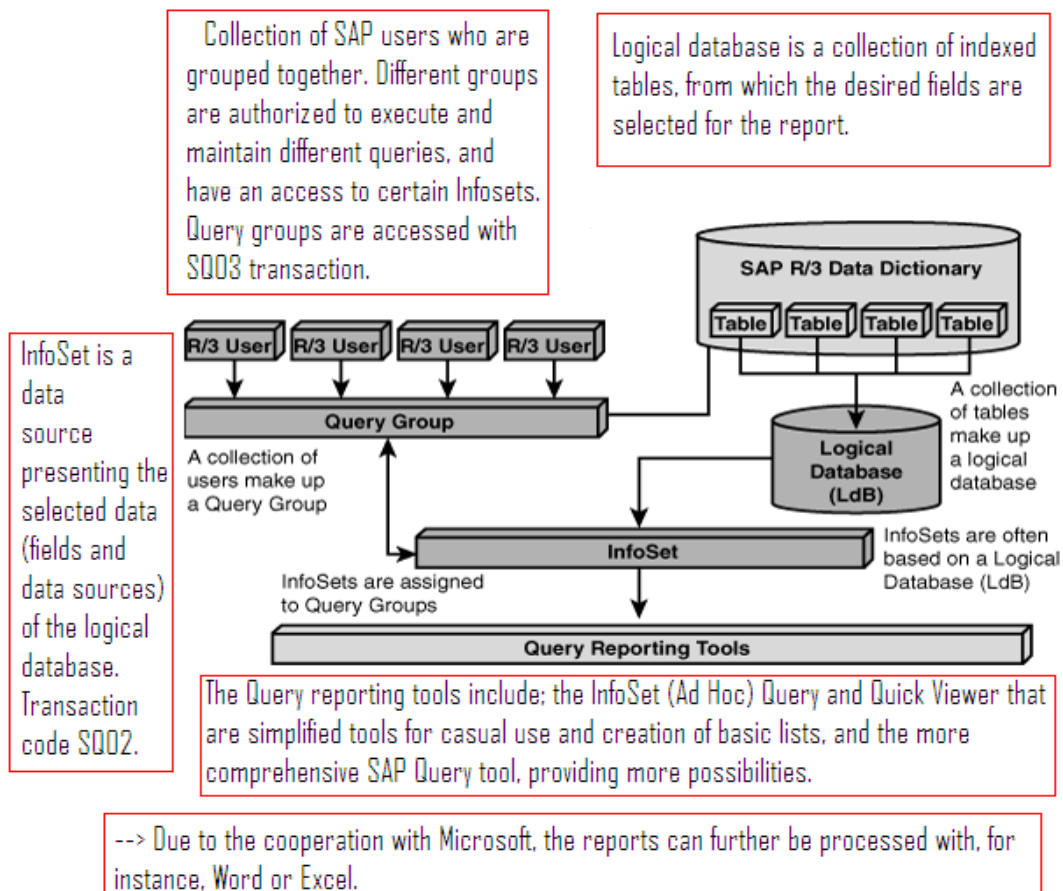 Collection of SAP users who are
grouped together. Different groups
are authorized to execute and
maintain different queries, and
have an access to certain Infosets.
Query groups are accessed with
SQ03 transaction.
Logical database is a collection of indexed
tables, from which the desired fields are
selected for the report.
SAP R/3 Data Dictionary
Table Table Table Table
R/3 User R/3 User R/3 User R/3 User
Query Group
A collection of
users make up
a Query Group
A collection
of tables
make up
a logical
database
Logical
Database
(LdB)
InfoSet is a
data
source
presenting the
selected data
(fields and
data sources)
of the logical
database.
Transaction
code SQ02.
InfoSet
InfoSets are often
based on a Logical
Database (LdB)
InfoSets are assigned
to Query Groups
Query Reporting Tools
The Query reporting tools include; the InfoSet (Ad Hoc) Query and Quick Viewer that
are simplified tools for casual use and creation of basic lists, and the more
comprehensive SAP Query tool, providing more possibilities.
--> Due to the cooperation with Microsoft, the reports can further be processed with, for
instance, Word or Excel.